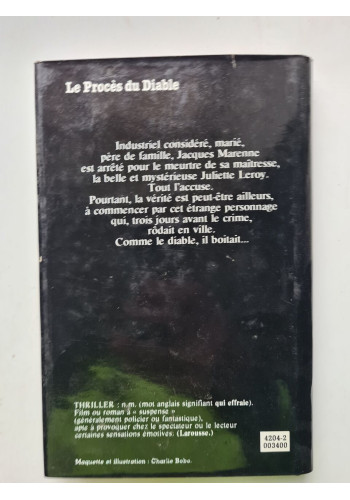 Le Procès du Diable
Industriel considéré, marié,
père de famille, Jacques Marenne
est arrêté pour le meurtre de sa maîtresse,
la belle et mystérieuse Juliette Leroy.
Tout l'accuse.
Pourtant, la vérité est peut-être ailleurs,
à commencer par cet étrange personnage
qui, trois jours avant le crime,
rôdait en ville.
Comme le diable, il boitait...
THRILLER : n.m. (mot anglais signifiant qui effraie).
Film ou roman à « suspense »
(généralement policier ou fantastique),
apte à provoquer chez le spectateur ou le lecteur
certaines sensations émotives. (Larousse.)
Maquette et illustration : Charlie Bobo.
4204-2
003400